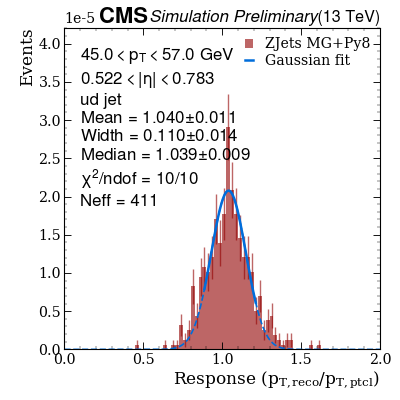 1e-5 CMS Simulation Preliminary (13 TeV)
Events
4.0
3.5
3.0
2.5
2.0
1.5
1.0
0.5
0.0
45.0 < pT < 57.0 GeV
0.522 < |η| < 0.783
ud jet
Mean = 1.040±0.011
Width = 0.110±0.014
Median = 1.039±0.009
χ²/ndof = 10/10
Neff = 411
ZJets MG+Py8
Gaussian fit
0.0 0.5 1.0 1.5 2.0
Response (pT,reco/pT,ptcl)